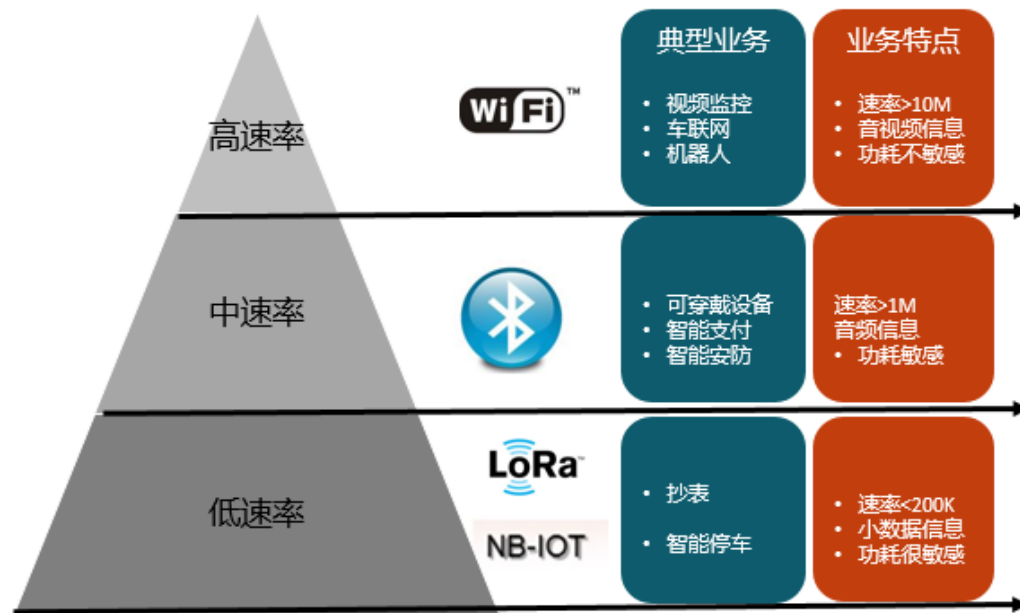 典型业务
业务特点
高速率
WiFi™
• 视频监控
• 车联网
• 机器人
• 速率>10M
• 音视频信息
• 功耗不敏感
中速率
• 可穿戴设备
• 智能支付
• 智能安防
速率>1M
音频信息
• 功耗敏感
低速率
LoRa™
NB-IOT
• 抄表
• 智能停车
• 速率<200K
• 小数据信息
• 功耗很敏感